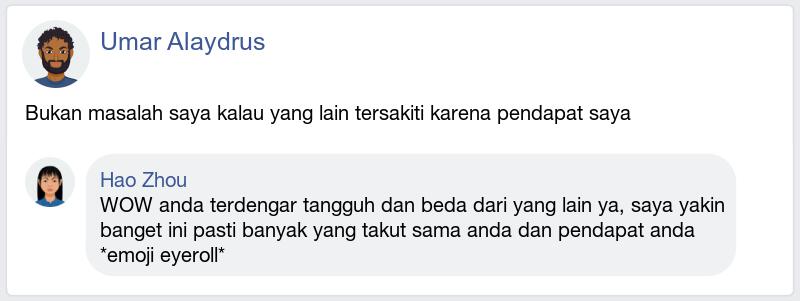 Umar Alaydrus
Bukan masalah saya kalau yang lain tersakiti karena pendapat saya
Hao Zhou
WOW anda terdengar tangguh dan beda dari yang lain ya, saya yakin
banget ini pasti banyak yang takut sama anda dan pendapat anda
*emoji eyeroll*